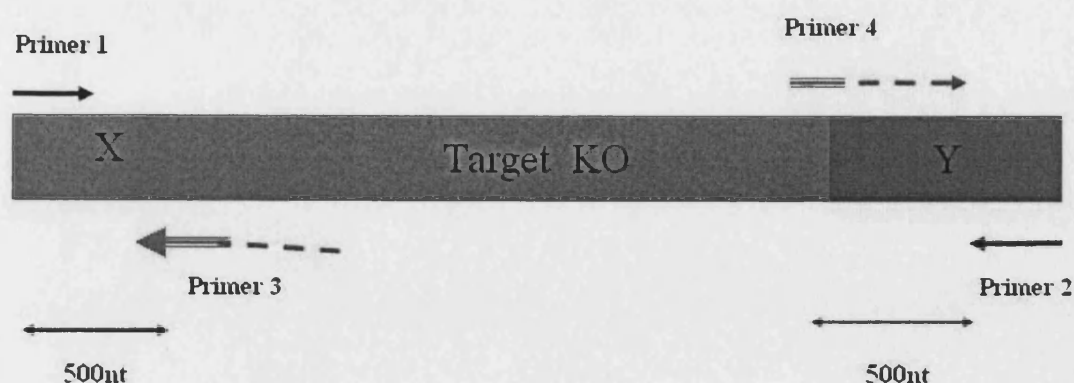 Primer 1
Primer 4
X
Target KO
Y
Primer 3
Primer 2
500nt
500nt